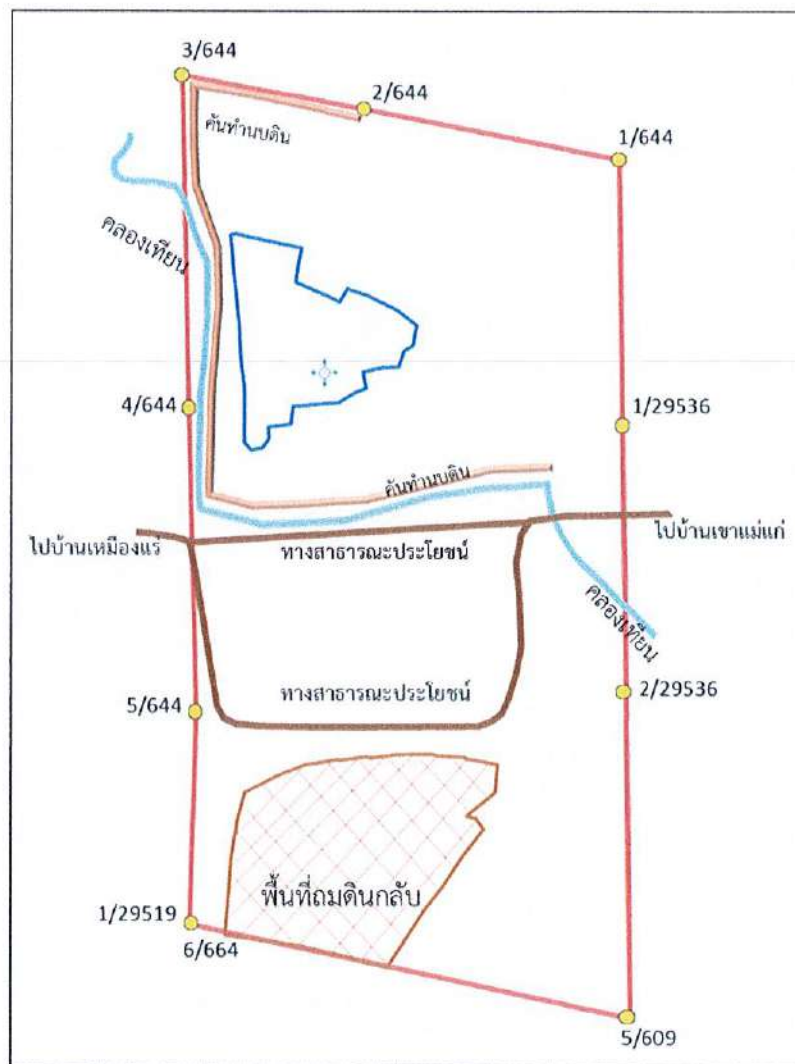 3/644
2/644
1/644
คันทำนบดิน
คลองเทียน
4/644
1/29536
คันทำนบดิน
ไปบ้านเหมืองแร่
ทางสาธารณะประโยชน์
ไปบ้านเขาแม่แก่
คลองเทียน
5/644
ทางสาธารณะประโยชน์
2/29536
พื้นที่ถมดินกลับ
1/29519
6/664
5/609